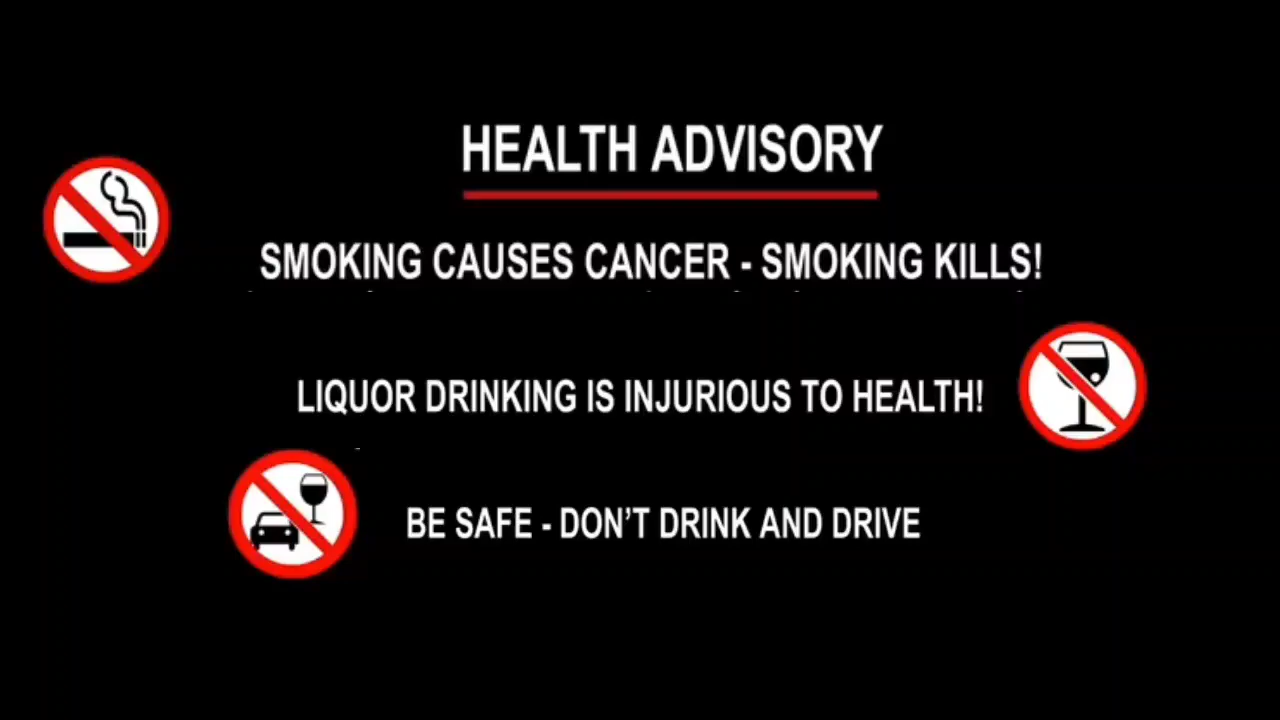 HEALTH ADVISORY
SMOKING CAUSES CANCER - SMOKING KILLS!
LIQUOR DRINKING IS INJURIOUS TO HEALTH!
BE SAFE - DON’T DRINK AND DRIVE